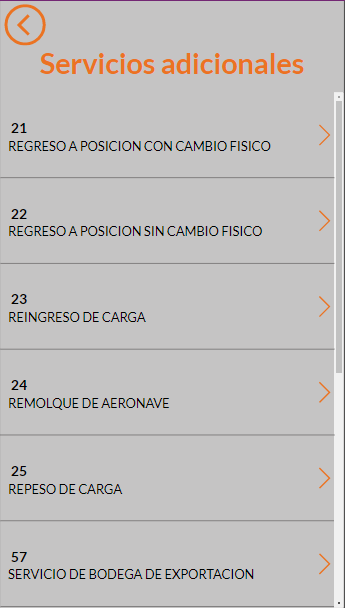 Servicios adicionales
21
REGRESO A POSICION CON CAMBIO FISICO
22
REGRESO A POSICION SIN CAMBIO FISICO
23
REINGRESO DE CARGA
24
REMOLQUE DE AERONAVE
25
REPESO DE CARGA
57
SERVICIO DE BODEGA DE EXPORTACION